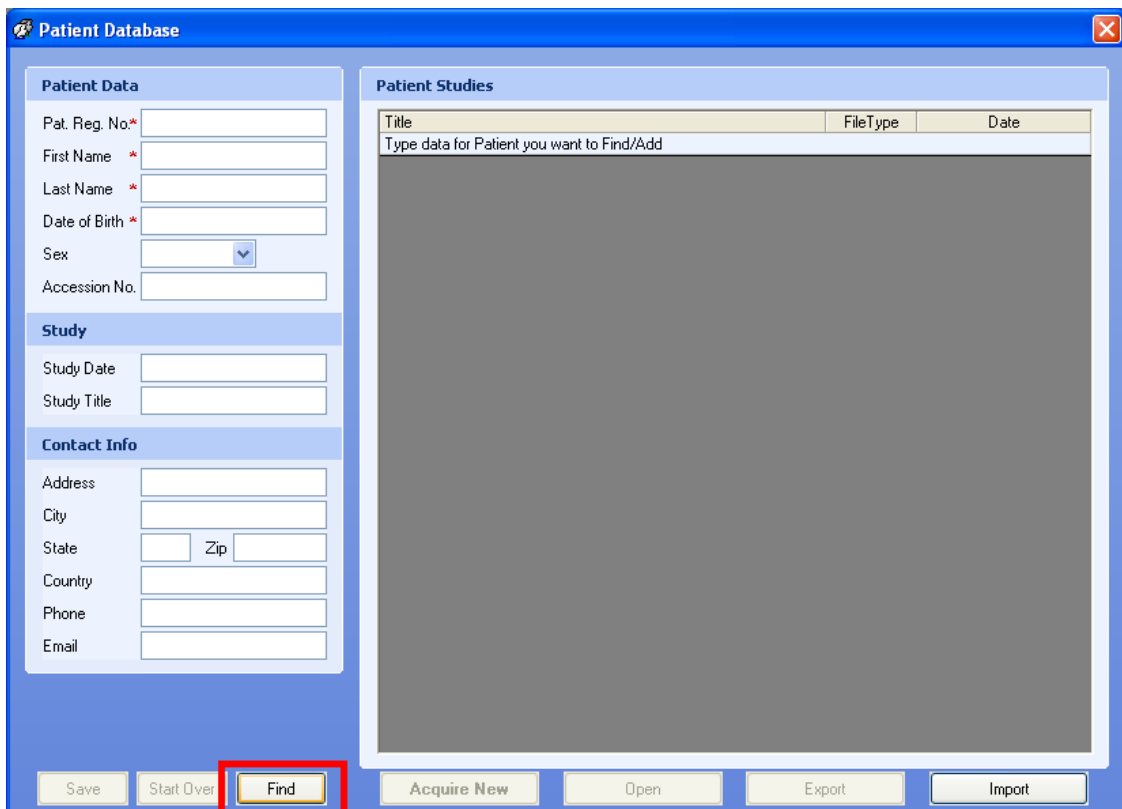 Patient Database
Patient Data
Pat. Reg. No.*
First Name *
Last Name *
Date of Birth *
Sex
Accession No.
Study
Study Date
Study Title
Contact Info
Address
City
State Zip
Country
Phone
Email
Save Start Over Find
Patient Studies
Title FileType Date
Type data for Patient you want to Find/Add
Acquire New Open Export Import